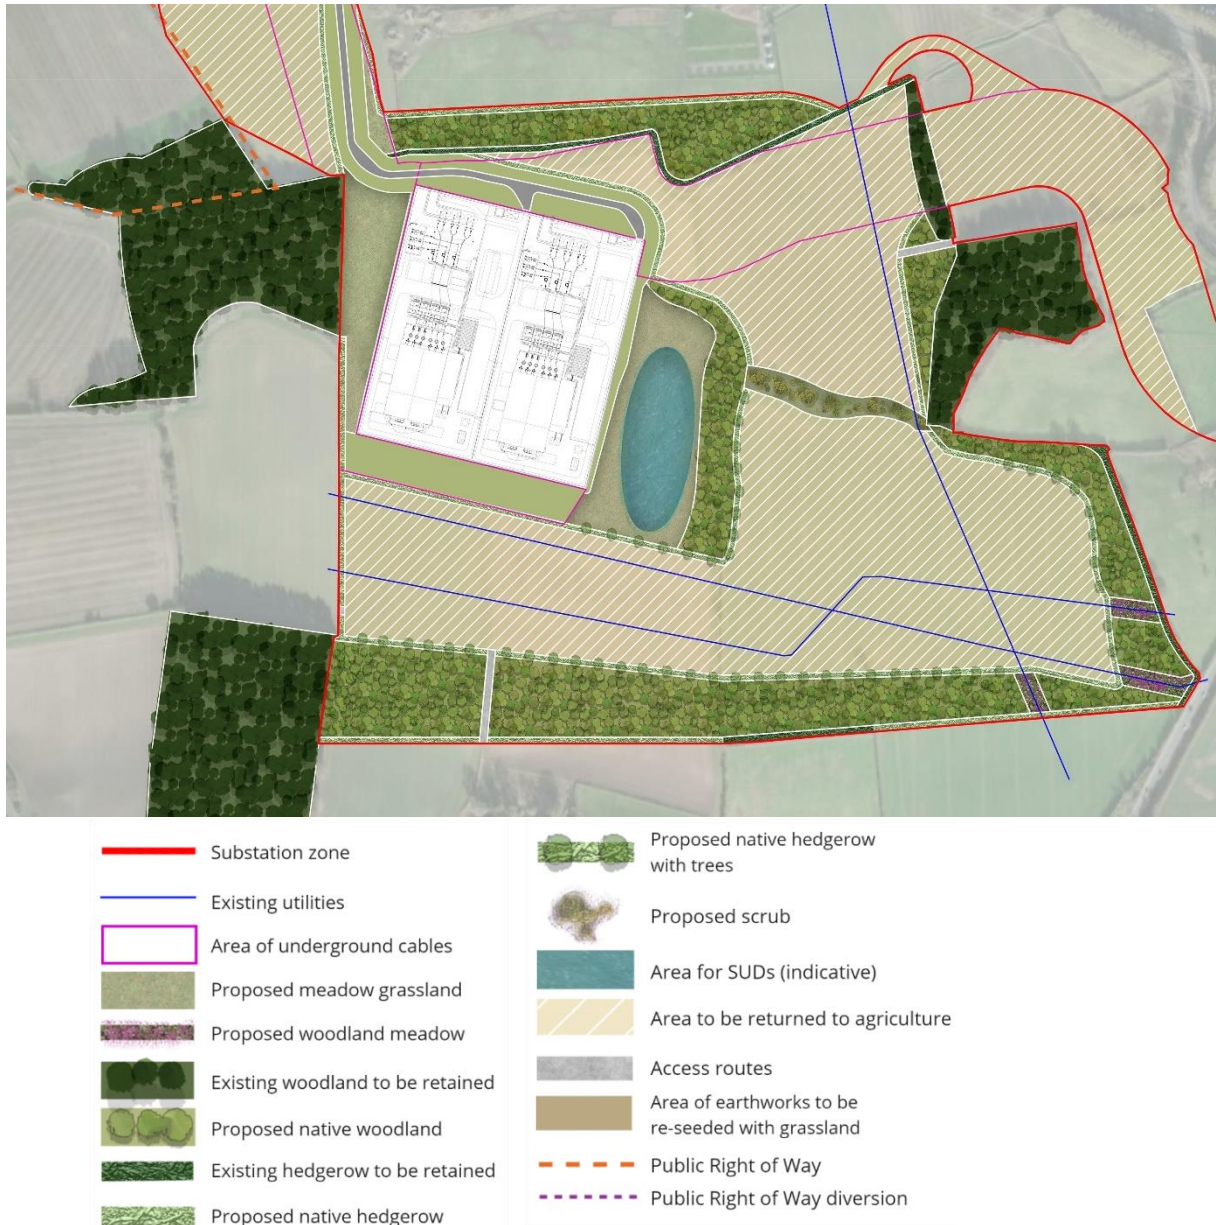 Substation zone
Existing utilities
Area of underground cables
Proposed meadow grassland
Proposed woodland meadow
Existing woodland to be retained
Proposed native woodland
Existing hedgerow to be retained
Proposed native hedgerow
Proposed native hedgerow
with trees
Proposed scrub
Area for SUDs (indicative)
Area to be returned to agriculture
Access routes
Area of earthworks to be
re-seeded with grassland
Public Right of Way
Public Right of Way diversion